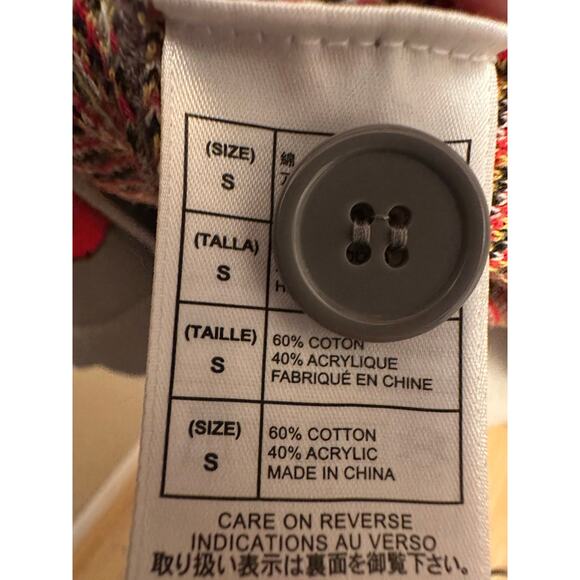 (SIZE)
S
綿
ア
(TALLA)
S
H
(TAILLE)
S
60% COTON
40% ACRYLIQUE
FABRIQUÉ EN CHINE
(SIZE)
S
60% COTTON
40% ACRYLIC
MADE IN CHINA
CARE ON REVERSE
INDICATIONS AU VERSO
取り扱い表示は裏面を御覧下さい。